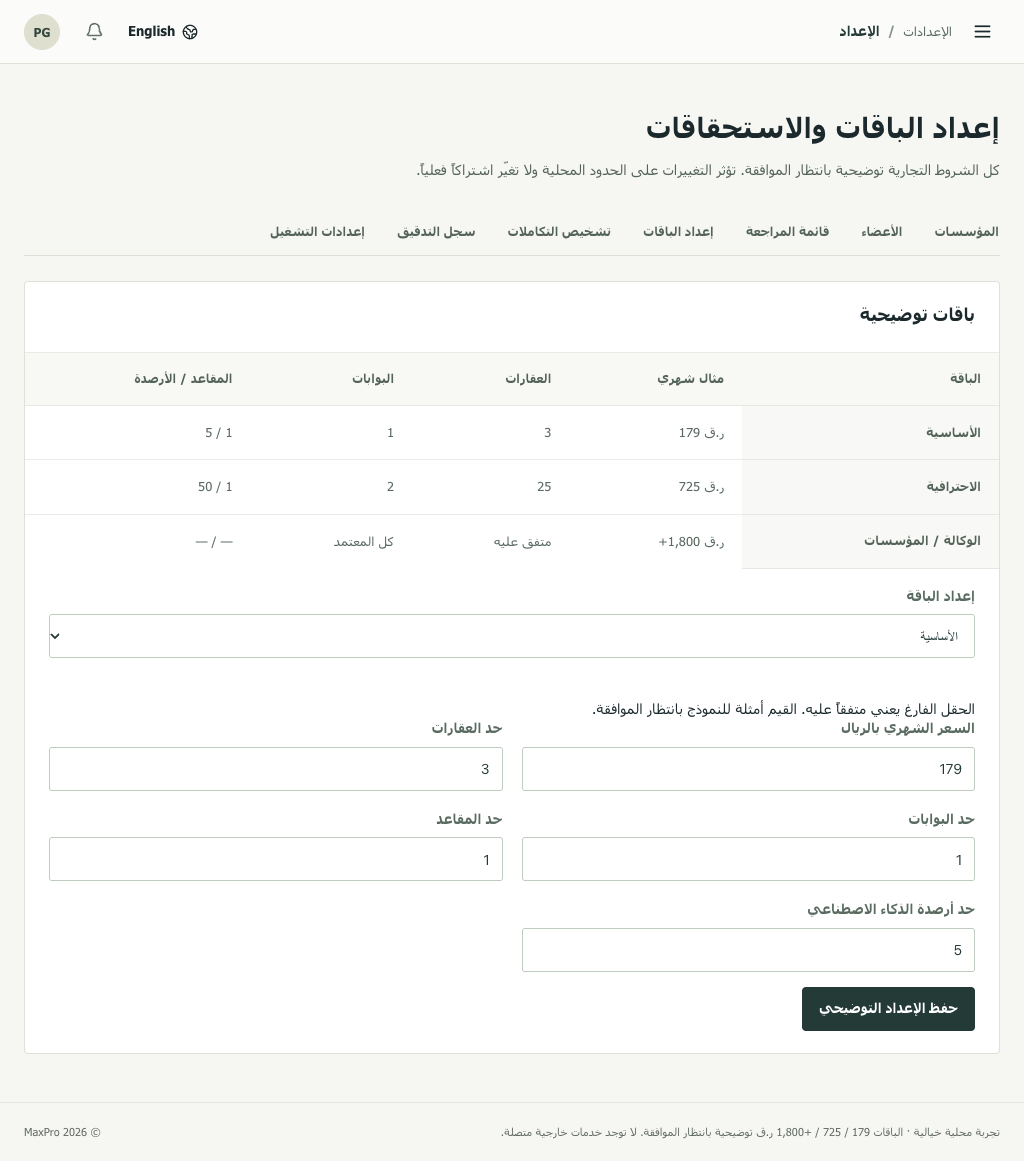 الإعدادات / الإعداد
English
PG
إعداد الباقات والاستحقاقات
كل الشروط التجارية توضيحية بانتظار الموافقة. تؤثر التغييرات على الحدود المحلية ولا تغيّر اشتراكاً فعلياً.
المؤسسات الأعضاء قائمة المراجعة إعداد الباقات تشخيص التكاملات سجل التدقيق إعدادات التشغيل
باقات توضيحية
الباقة مثال شهري العقارات البوابات المقاعد / الأرصدة
الأساسية ر.ق 179 3 1 1 / 5
الاحترافية ر.ق 725 25 2 1 / 50
الوكالة / المؤسسات ر.ق 1,800+ متفق عليه كل المعتمد — / —
إعداد الباقة
الأساسية
الحقل الفارغ يعني متفقاً عليه. القيم أمثلة للنموذج بانتظار الموافقة.
السعر الشهري بالريال حد العقارات
179 3
حد البوابات حد المقاعد
1 1
حد أرصدة الذكاء الاصطناعي
5
حفظ الإعداد التوضيحي
تجربة محلية خيالية · الباقات 179 / 725 / 1,800+ ر.ق توضيحية بانتظار الموافقة. لا توجد خدمات خارجية متصلة.
© 2026 MaxPro